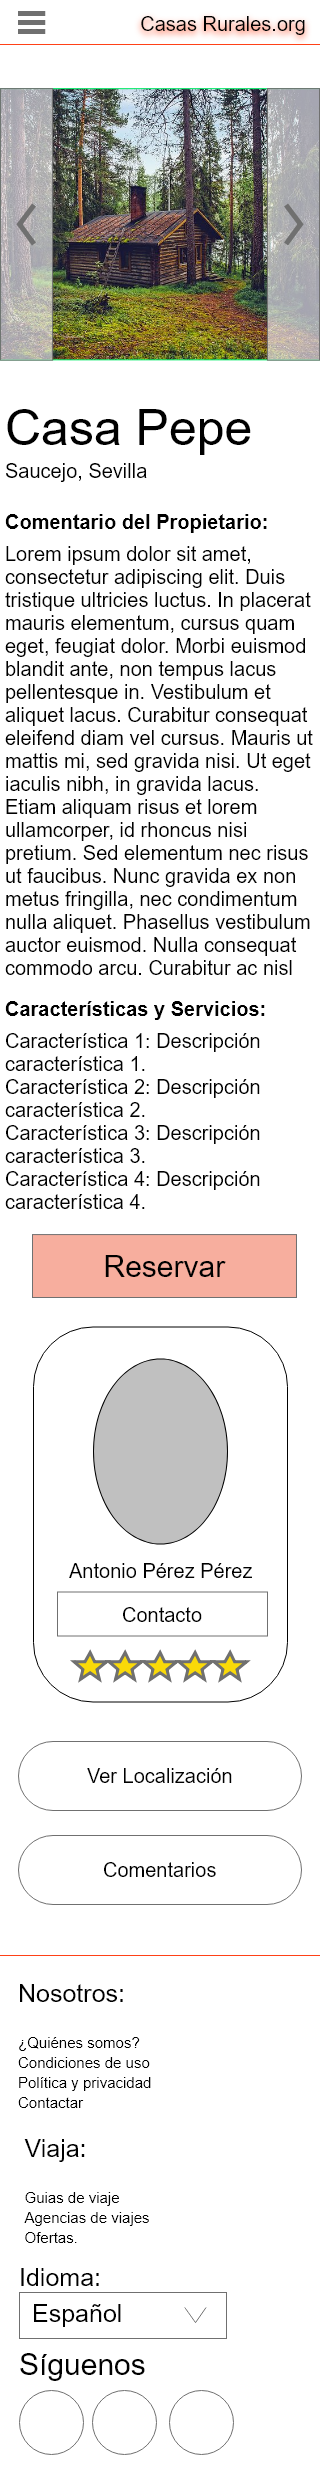 Casas Rurales.org
Casa Pepe
Saucejo, Sevilla
Comentario del Propietario:
Lorem ipsum dolor sit amet,
consectetur adipiscing elit. Duis
tristique ultricies luctus. In placerat
mauris elementum, cursus quam
eget, feugiat dolor. Morbi euismod
blandit ante, non tempus lacus
pellentesque in. Vestibulum et
aliquet lacus. Curabitur consequat
eleifend diam vel cursus. Mauris ut
mattis mi, sed gravida nisi. Ut eget
iaculis nibh, in gravida lacus.
Etiam aliquam risus et lorem
ullamcorper, id rhoncus nisi
pretium. Sed elementum nec risus
ut faucibus. Nunc gravida ex non
metus fringilla, nec condimentum
nulla aliquet. Phasellus vestibulum
auctor euismod. Nulla consequat
commodo arcu. Curabitur ac nisl
Características y Servicios:
Característica 1: Descripción
característica 1.
Característica 2: Descripción
característica 2.
Característica 3: Descripción
característica 3.
Característica 4: Descripción
característica 4.
Reservar
Antonio Pérez Pérez
Contacto
Ver Localización
Comentarios
Nosotros:
¿Quiénes somos?
Condiciones de uso
Política y privacidad
Contactar
Viaja:
Guias de viaje
Agencias de viajes
Ofertas.
Idioma:
Español
Síguenos